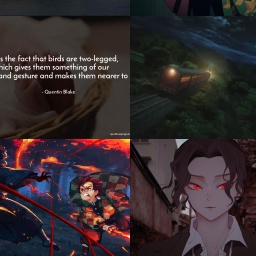 s the fact that birds are two-legged,
hich gives them something of our
and gesture and makes them nearer to
- Quentin Blake